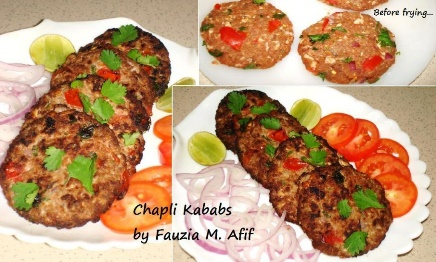 Before frying...
Chapli Kababs
by Fauzia M. Afif